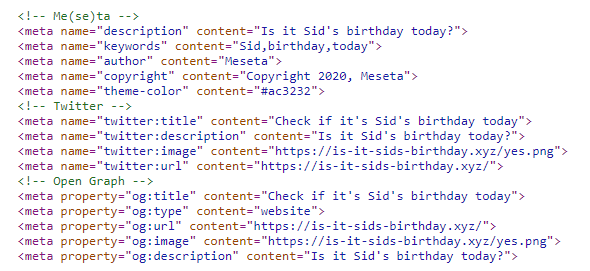 <!-- Me(se)ta -->
<meta name="description" content="Is it Sid's birthday today?">
<meta name="keywords" content="Sid,birthday,today">
<meta name="author" content="Meseta">
<meta name="copyright" content="Copyright 2020, Meseta">
<meta name="theme-color" content="#ac3232">
<!-- Twitter -->
<meta name="twitter:title" content="Check if it's Sid's birthday today">
<meta name="twitter:description" content="Is it Sid's birthday today?">
<meta name="twitter:image" content="https://is-it-sids-birthday.xyz/yes.png">
<meta name="twitter:url" content="https://is-it-sids-birthday.xyz/">
<!-- Open Graph -->
<meta property="og:title" content="Check if it's Sid's birthday today">
<meta property="og:type" content="website">
<meta property="og:url" content="https://is-it-sids-birthday.xyz/">
<meta property="og:image" content="https://is-it-sids-birthday.xyz/yes.png">
<meta property="og:description" content="Is it Sid's birthday today?">